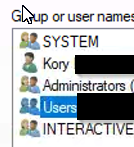 Group or user names
SYSTEM
Kory
Administrators (
Users
INTERACTIVE